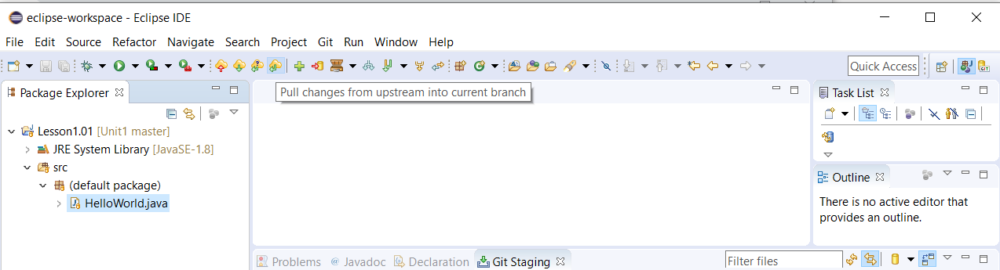 eclipse-workspace - Eclipse IDE
File Edit Source Refactor Navigate Search Project Git Run Window Help
Quick Access
GIT
Package Explorer
Pull changes from upstream into current branch
Task List
Lesson1.01 [Unit1 master]
JRE System Library [JavaSE-1.8]
src
(default package)
HelloWorld.java
Outline
There is no active editor that
provides an outline.
Problems @ Javadoc Declaration Git Staging
Filter files